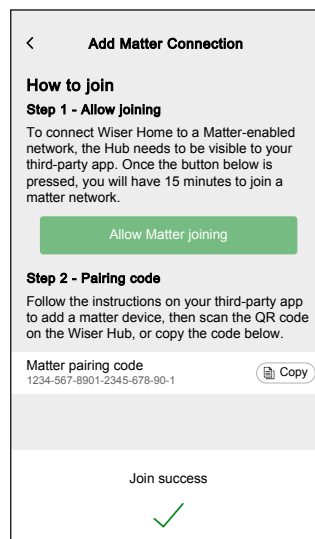 Add Matter Connection
How to join
Step 1 - Allow joining
To connect Wiser Home to a Matter-enabled
network, the Hub needs to be visible to your
third-party app. Once the button below is
pressed, you will have 15 minutes to join a
matter network.
Allow Matter joining
Step 2 - Pairing code
Follow the instructions on your third-party app
to add a matter device, then scan the QR code
on the Wiser Hub, or copy the code below.
Matter pairing code
1234-567-8901-2345-678-90-1
Copy
Join success